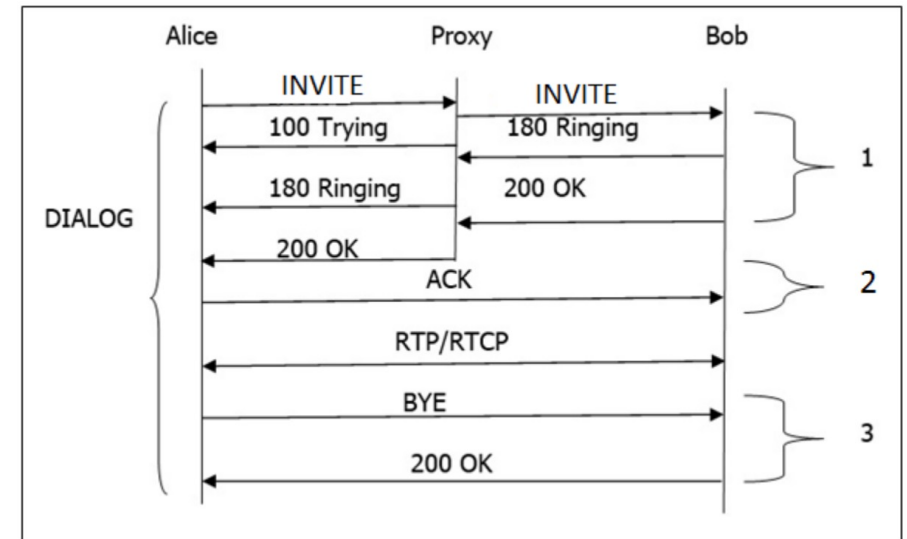 Alice Proxy Bob
INVITE
INVITE
100 Trying
180 Ringing
1
180 Ringing
200 OK
DIALOG
200 OK
ACK
2
RTP/RTCP
BYE
3
200 OK